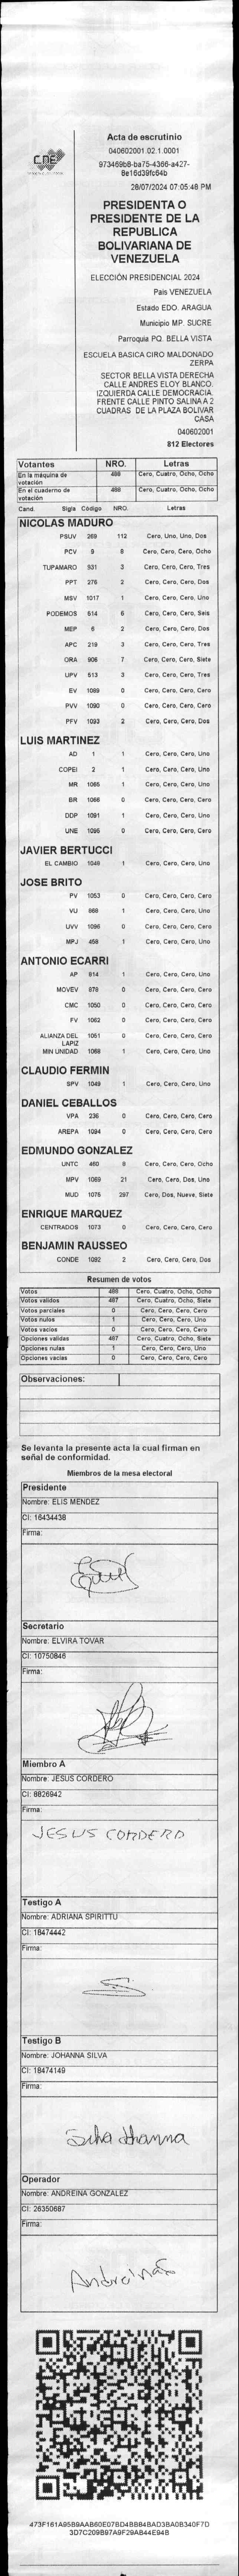 CNE
Acta de escrutinio
040602001.02.1.0001
973469b8-ba75-4366-a427-
8e16d39fc64b
28/07/2024 07:05:48 PM
PRESIDENTA O
PRESIDENTE DE LA
REPUBLICA
BOLIVARIANA DE
VENEZUELA
ELECCIÓN PRESIDENCIAL 2024
Pais VENEZUELA
Estado EDO. ARAGUA
Municipio MP. SUCRE
Parroquia PQ. BELLA VISTA
ESCUELA BASICA CIRO MALDONADO
ZERPA
SECTOR BELLA VISTA DERECHA
CALLE ANDRES ELOY BLANCO.
IZQUIERDA CALLE DEMOCRACIA.
FRENTE CALLE PINTO SALINA A 2
CUADRAS DE LA PLAZA BOLIVAR
CASA
040602001
812 Electores
Votantes NRO. Letras
En la máquina de votación 488 Cero, Cuatro, Ocho, Ocho
En el cuaderno de votación 488 Cero, Cuatro, Ocho, Ocho
Cand. Sigla Código NRO. Letras
NICOLAS MADURO
PSUV 269 112 Cero, Uno, Uno, Dos
PCV 9 8 Cero, Cero, Cero, Ocho
TUPAMARO 931 3 Cero, Cero, Cero, Tres
PPT 276 2 Cero, Cero, Cero, Dos
MSV 1017 1 Cero, Cero, Cero, Uno
PODEMOS 514 6 Cero, Cero, Cero, Seis
MEP 6 2 Cero, Cero, Cero, Dos
APC 219 3 Cero, Cero, Cero, Tres
ORA 906 7 Cero, Cero, Cero, Siete
UPV 513 3 Cero, Cero, Cero, Tres
EV 1089 0 Cero, Cero, Cero, Cero
PVV 1090 0 Cero, Cero, Cero, Cero
PFV 1093 2 Cero, Cero, Cero, Dos
LUIS MARTINEZ
AD 1 1 Cero, Cero, Cero, Uno
COPEI 2 1 Cero, Cero, Cero, Uno
MR 1065 1 Cero, Cero, Cero, Uno
BR 1066 0 Cero, Cero, Cero, Cero
DDP 1091 1 Cero, Cero, Cero, Uno
UNE 1095 0 Cero, Cero, Cero, Cero
JAVIER BERTUCCI
EL CAMBIO 1048 1 Cero, Cero, Cero, Uno
JOSE BRITO
PV 1053 0 Cero, Cero, Cero, Cero
VU 868 1 Cero, Cero, Cero, Uno
UVV 1096 0 Cero, Cero, Cero, Cero
MPJ 458 1 Cero, Cero, Cero, Uno
ANTONIO ECARRI
AP 814 1 Cero, Cero, Cero, Uno
MOVEV 878 0 Cero, Cero, Cero, Cero
CMC 1050 0 Cero, Cero, Cero, Cero
FV 1062 0 Cero, Cero, Cero, Cero
ALIANZA DEL LAPIZ 1051 0 Cero, Cero, Cero, Cero
MIN UNIDAD 1068 1 Cero, Cero, Cero, Uno
CLAUDIO FERMIN
SPV 1049 1 Cero, Cero, Cero, Uno
DANIEL CEBALLOS
VPA 236 0 Cero, Cero, Cero, Cero
AREPA 1094 0 Cero, Cero, Cero, Cero
EDMUNDO GONZALEZ
UNTC 460 8 Cero, Cero, Cero, Ocho
MPV 1069 21 Cero, Cero, Dos, Uno
MUD 1075 297 Cero, Dos, Nueve, Siete
ENRIQUE MARQUEZ
CENTRADOS 1073 0 Cero, Cero, Cero, Cero
BENJAMIN RAUSSEO
CONDE 1092 2 Cero, Cero, Cero, Dos
Resumen de votos
Votos 488 Cero, Cuatro, Ocho, Ocho
Votos validos 487 Cero, Cuatro, Ocho, Siete
Votos parciales 0 Cero, Cero, Cero, Cero
Votos nulos 1 Cero, Cero, Cero, Uno
Votos vacios 0 Cero, Cero, Cero, Cero
Opciones validas 487 Cero, Cuatro, Ocho, Siete
Opciones nulas 1 Cero, Cero, Cero, Uno
Opciones vacias 0 Cero, Cero, Cero, Cero
Observaciones:
Se levanta la presente acta la cual firman en
señal de conformidad.
Miembros de la mesa electoral
Presidente
Nombre: ELIS MENDEZ
CI: 16434438
Firma:
Secretario
Nombre: ELVIRA TOVAR
CI: 10750846
Firma:
Miembro A
Nombre: JESUS CORDERO
CI: 8826942
Firma:
JESUS CORDERO
Testigo A
Nombre: ADRIANA SPIRITTU
CI: 18474442
Firma:
Testigo B
Nombre: JOHANNA SILVA
CI: 18474149
Firma:
Silva Johanna
Operador
Nombre: ANDREINA GONZALEZ
CI: 26350687
Firma:
Andreina
473F161A95B9AAB60E07BD4BB84BAD3BA0B340F7D
3D7C209B97A9F29AB44E94B